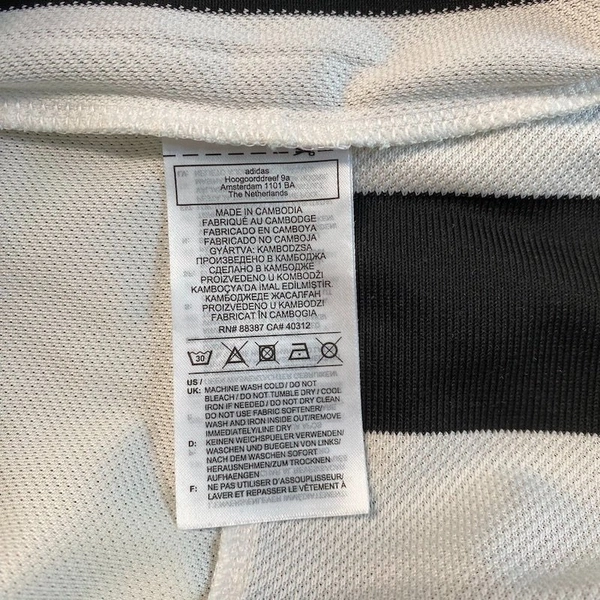 adidas
Hoogoorddreef 9a
Amsterdam 1101 BA
The Netherlands
MADE IN CAMBODIA
FABRIQUÉ AU CAMBODGE
FABRICADO EN CAMBOYA
FABRICADO NO CAMBOJA
GYÁRTVA: KAMBODZSA
ПРОИЗВЕДЕНО В КАМБОДЖА
СДЕЛАНО В КАМБОДЖЕ
PROIZVEDENO U KOMBODŽI
KAMBOÇYA'DA IMAL EDİLMİŞTİR.
КАМБОДЖЕДЕ ЖАСАЛҒАН
PROIZVEDENO U KAMBODŽI
FABRICAT ÎN CAMBOGIA
RN# 88387 CA# 40312
30
US /
UK: MACHINE WASH COLD / DO NOT
BLEACH / DO NOT TUMBLE DRY / COOL
IRON IF NEEDED / DO NOT DRY CLEAN
DO NOT USE FABRIC SOFTENER/
WASH AND IRON INSIDE OUT/REMOVE
IMMEDIATELY/LINE DRY
D: KEINEN WEICHSPUELER VERWENDEN/
WASCHEN UND BUEGELN VON LINKS/
NACH DEM WASCHEN SOFORT
HERAUSNEHMEN/ZUM TROCKNEN
AUFHAENGEN
F: NE PAS UTILISER D'ASSOUPLISSEUR/
LAVER ET REPASSER LE VÊTEMENT À